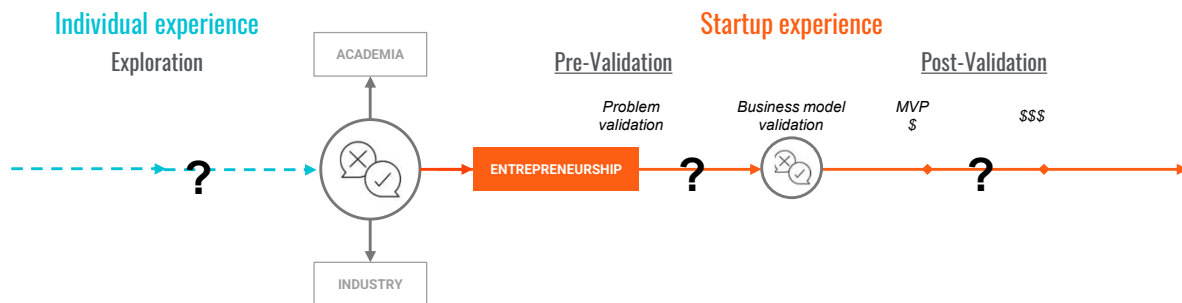 Individual experience
Startup experience
Exploration
ACADEMIA
Pre-Validation
Post-Validation
Problem
validation
Business model
validation
MVP
$
$$$
?
ENTREPRENEURSHIP
?
?
INDUSTRY